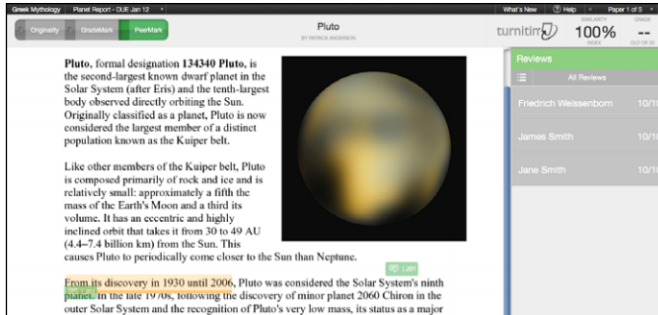 Greek Mythology Planet Report - DUE Jan 12 What's New Help Paper 1 of 5
Originality GradeMark PeerMark
Pluto
BY PATRICK ANDERSON
turnitin
SIMILARITY
100%
INDEX
GRADE
--
OUT OF 20
Reviews
All Reviews
Friedrich Weissenborn 10/10
James Smith 10/10
Jane Smith 10/10
Pluto, formal designation 134340 Pluto, is
the second-largest known dwarf planet in the
Solar System (after Eris) and the tenth-largest
body observed directly orbiting the Sun.
Originally classified as a planet, Pluto is now
considered the largest member of a distinct
population known as the Kuiper belt.
Like other members of the Kuiper belt, Pluto
is composed primarily of rock and ice and is
relatively small: approximately a fifth the
mass of the Earth's Moon and a third its
volume. It has an eccentric and highly
inclined orbit that takes it from 30 to 49 AU
(4.4–7.4 billion km) from the Sun. This
causes Pluto to periodically come closer to the Sun than Neptune.
From its discovery in 1930 until 2006, Pluto was considered the Solar System's ninth
planet. In the late 1970s, following the discovery of minor planet 2060 Chiron in the
outer Solar System and the recognition of Pluto's very low mass, its status as a major